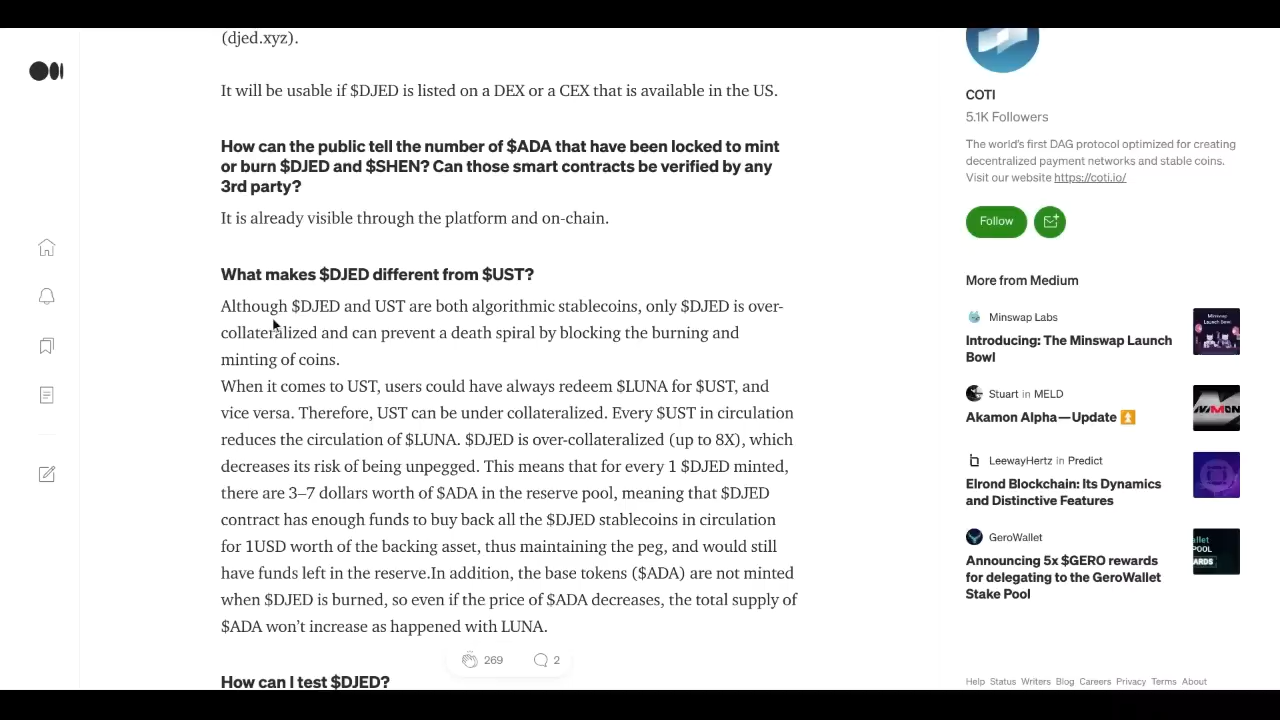 (djed.xyz).
It will be usable if $DJED is listed on a DEX or a CEX that is available in the US.
How can the public tell the number of $ADA that have been locked to mint
or burn $DJED and $SHEN? Can those smart contracts be verified by any
3rd party?
It is already visible through the platform and on-chain.
What makes $DJED different from $UST?
Although $DJED and UST are both algorithmic stablecoins, only $DJED is over-
collateralized and can prevent a death spiral by blocking the burning and
minting of coins.
When it comes to UST, users could have always redeem $LUNA for $UST, and
vice versa. Therefore, UST can be under collateralized. Every $UST in circulation
reduces the circulation of $LUNA. $DJED is over-collateralized (up to 8X), which
decreases its risk of being unpegged. This means that for every 1 $DJED minted,
there are 3–7 dollars worth of $ADA in the reserve pool, meaning that $DJED
contract has enough funds to buy back all the $DJED stablecoins in circulation
for 1USD worth of the backing asset, thus maintaining the peg, and would still
have funds left in the reserve.In addition, the base tokens ($ADA) are not minted
when $DJED is burned, so even if the price of $ADA decreases, the total supply of
$ADA won't increase as happened with LUNA.
269
2
How can I test $DJED?
COTI
5.1K Followers
The world's first DAG protocol optimized for creating
decentralized payment networks and stable coins.
Visit our website https://coti.io/
Follow
More from Medium
Minswap Labs
Introducing: The Minswap Launch
Bowl
Stuart in MELD
Akamon Alpha—Update
LeewayHertz in Predict
Elrond Blockchain: Its Dynamics
and Distinctive Features
GeroWallet
Announcing 5x $GERO rewards
for delegating to the GeroWallet
Stake Pool
Help Status Writers Blog Careers Privacy Terms About